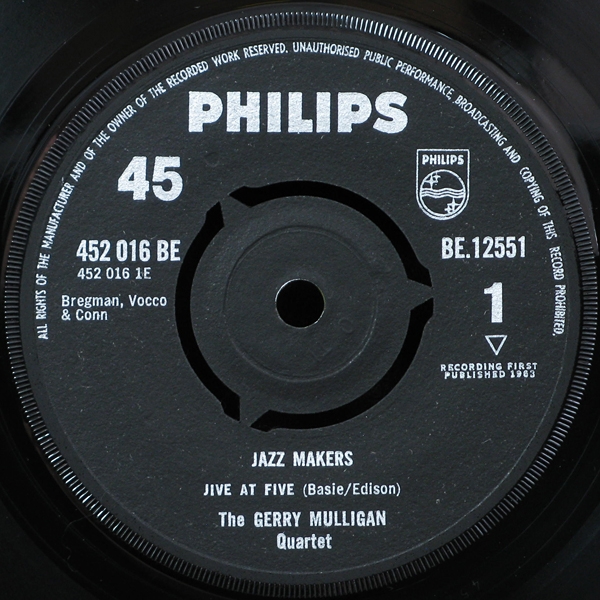 ALL RIGHTS OF THE MANUFACTURER AND OF THE OWNER OF THE RECORDED WORK RESERVED. UNAUTHORISED PUBLIC PERFORMANCE, BROADCASTING AND COPYING OF THIS RECORD PROHIBITED.
PHILIPS
45
PHILIPS
452 016 BE
452 016 1E
BE.12551
Bregman, Vocco
& Conn
1
RECORDING FIRST
PUBLISHED 1963
JAZZ MAKERS
JIVE AT FIVE (Basie/Edison)
The GERRY MULLIGAN
Quartet